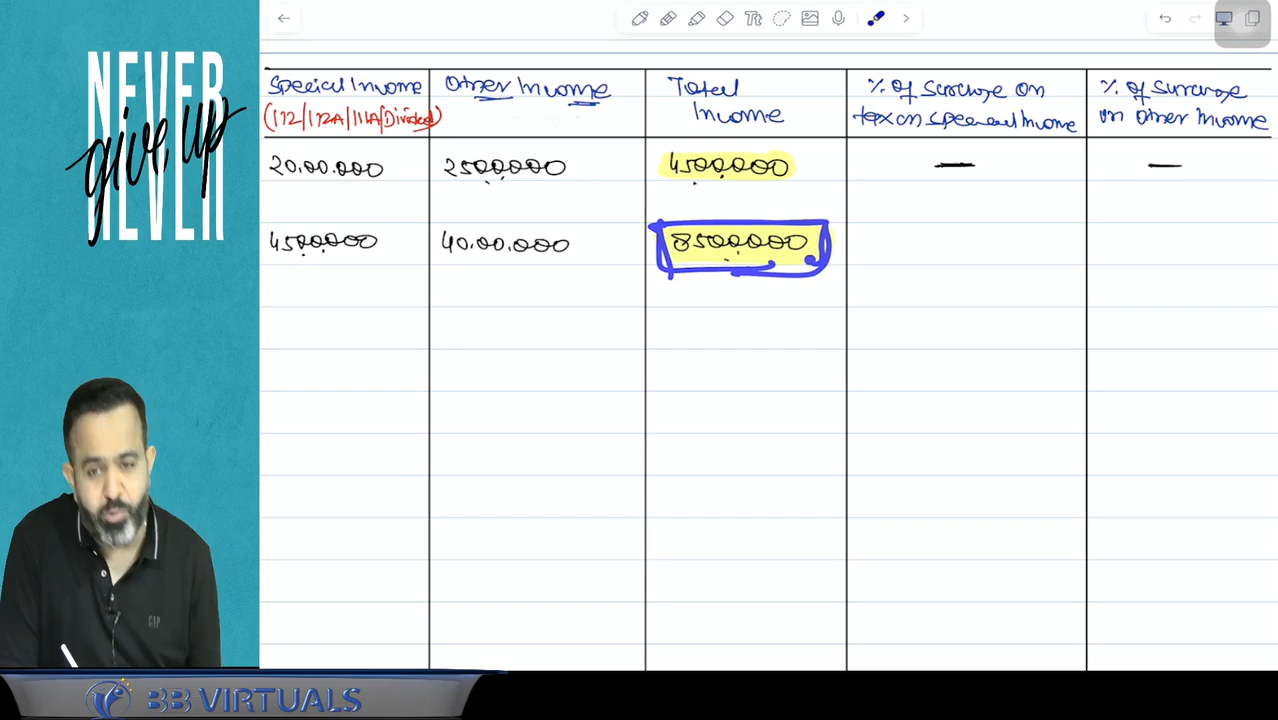 NEVER
give up
NEVER
Special Income
Other Income
Total
Income
% Of Surcharge On
tax on special Income
% Of Surcharge
on Other Income
(112/112A/111A/Dividend)
20,00,000
2500000
4500000
—
—
4500000
40,00,000
8500000
GAP
BB VIRTUALS